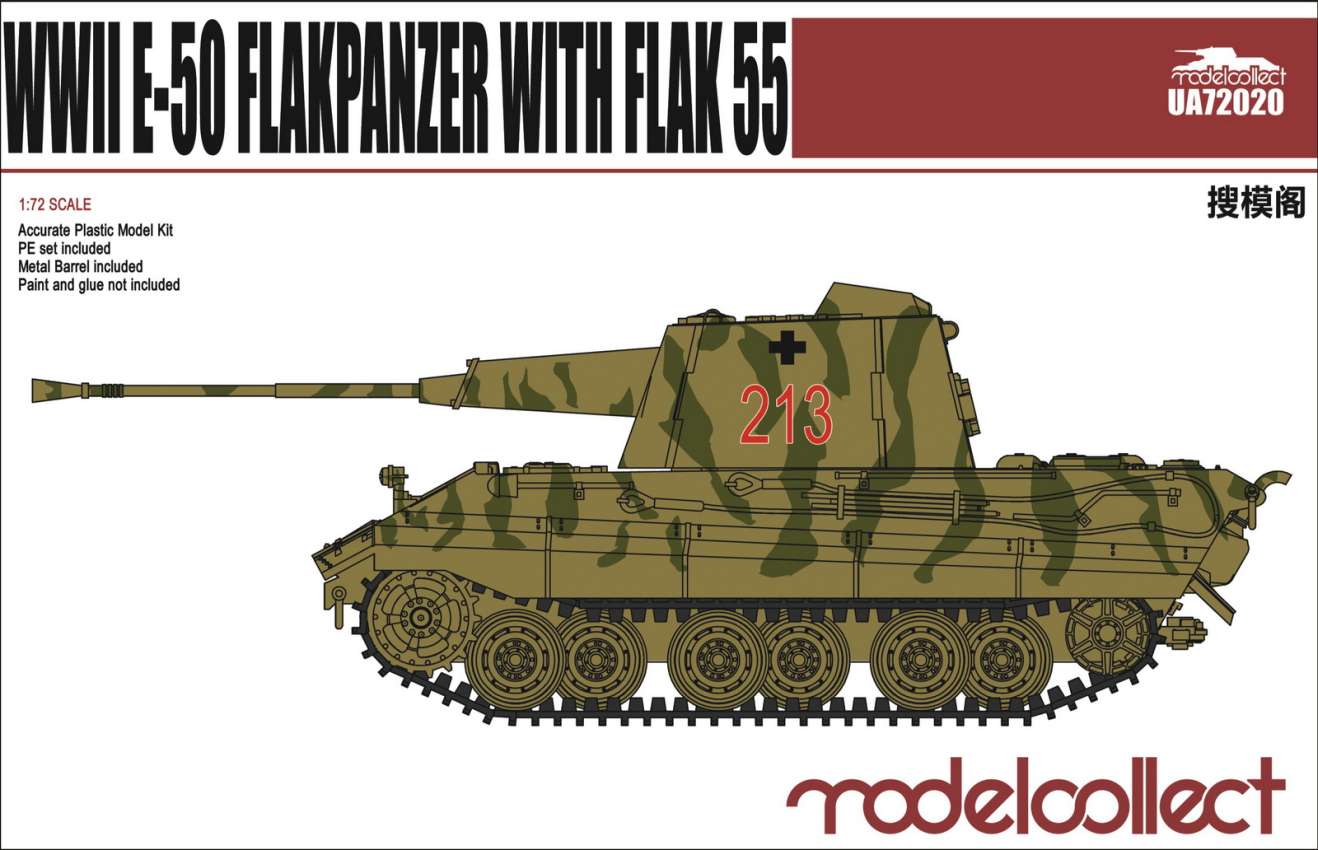 WWII E-50 FLAKPANZER WITH FLAK 55
modelcollect
UA72020
搜模阁
1:72 SCALE
Accurate Plastic Model Kit
PE set included
Metal Barrel included
Paint and glue not included
213
modelcollect